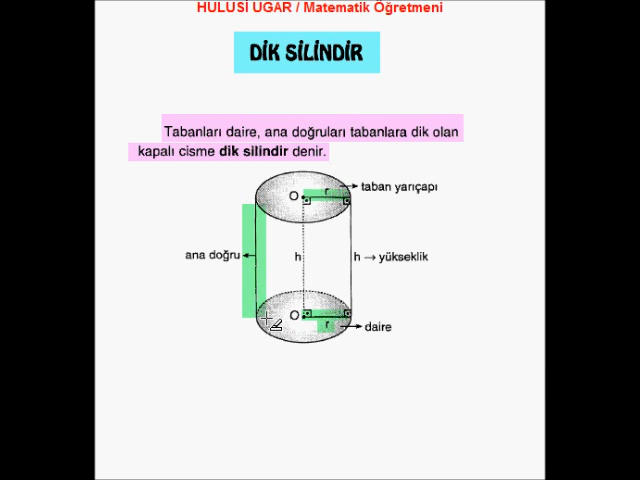 HULUSİ UGAR / Matematik Öğretmeni
DİK SİLİNDİR
Tabanları daire, ana doğruları tabanlara dik olan
kapalı cisme dik silindir denir.
O r taban yarıçapı
ana doğru h h → yükseklik
O r daire